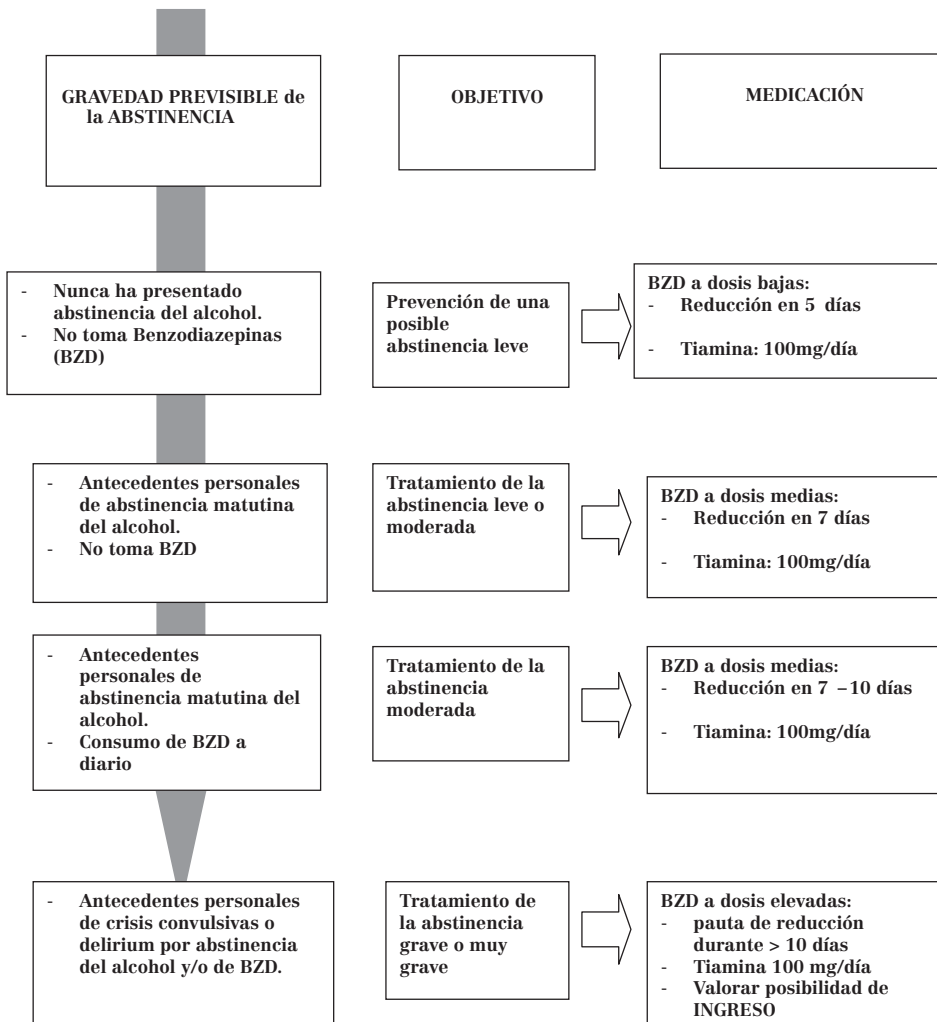 GRAVEDAD PREVISIBLE de
la ABSTINENCIA
OBJETIVO
MEDICACIÓN
- Nunca ha presentado
abstinencia del alcohol.
- No toma Benzodiazepinas
(BZD)
Prevención de una
posible
abstinencia leve
BZD a dosis bajas:
- Reducción en 5 días
- Tiamina: 100mg/día
- Antecedentes personales
de abstinencia matutina
del alcohol.
- No toma BZD
Tratamiento de la
abstinencia leve o
moderada
BZD a dosis medias:
- Reducción en 7 días
- Tiamina: 100mg/día
- Antecedentes
personales de
abstinencia matutina del
alcohol.
- Consumo de BZD a
diario
Tratamiento de la
abstinencia
moderada
BZD a dosis medias:
- Reducción en 7 –10 días
- Tiamina: 100mg/día
- Antecedentes personales
de crisis convulsivas o
delirium por abstinencia
del alcohol y/o de BZD.
Tratamiento de
la abstinencia
grave o muy
grave
BZD a dosis elevadas:
- pauta de reducción
durante > 10 días
- Tiamina 100 mg/día
- Valorar posibilidad de
INGRESO